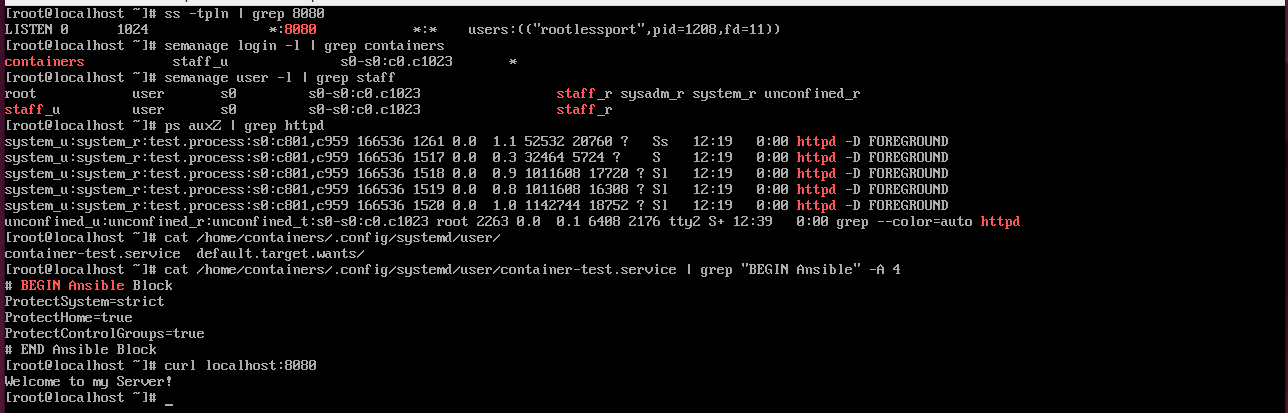 [root@localhost ~]# ss -tpln | grep 8080
LISTEN 0      1024               *:8080             *:*    users:(("rootlessport",pid=1208,fd=11))
[root@localhost ~]# semanage login -l | grep containers
containers           staff_u              s0-s0:c0.c1023       *
[root@localhost ~]# semanage user -l | grep staff
root            user       s0         s0-s0:c0.c1023                 staff_r sysadm_r system_r unconfined_r
staff_u         user       s0         s0-s0:c0.c1023                 staff_r
[root@localhost ~]# ps auxZ | grep httpd
system_u:system_r:test.process:s0:c801,c959 166536 1261 0.0  1.1 52532 20760 ?   Ss   12:19   0:00 httpd -D FOREGROUND
system_u:system_r:test.process:s0:c801,c959 166536 1517 0.0  0.3 32464 5724 ?    S    12:19   0:00 httpd -D FOREGROUND
system_u:system_r:test.process:s0:c801,c959 166536 1518 0.0  0.9 1011608 17720 ? Sl   12:19   0:00 httpd -D FOREGROUND
system_u:system_r:test.process:s0:c801,c959 166536 1519 0.0  0.8 1011608 16308 ? Sl   12:19   0:00 httpd -D FOREGROUND
system_u:system_r:test.process:s0:c801,c959 166536 1520 0.0  1.0 1142744 18752 ? Sl   12:19   0:00 httpd -D FOREGROUND
unconfined_u:unconfined_r:unconfined_t:s0-s0:c0.c1023 root 2263 0.0  0.1 6408 2176 tty2 S+ 12:39   0:00 grep --color=auto httpd
[root@localhost ~]# cat /home/containers/.config/systemd/user/
container-test.service  default.target.wants/
[root@localhost ~]# cat /home/containers/.config/systemd/user/container-test.service | grep "BEGIN Ansible" -A 4
# BEGIN Ansible Block
ProtectSystem=strict
ProtectHome=true
ProtectControlGroups=true
# END Ansible Block
[root@localhost ~]# curl localhost:8080
Welcome to my Server!
[root@localhost ~]# _